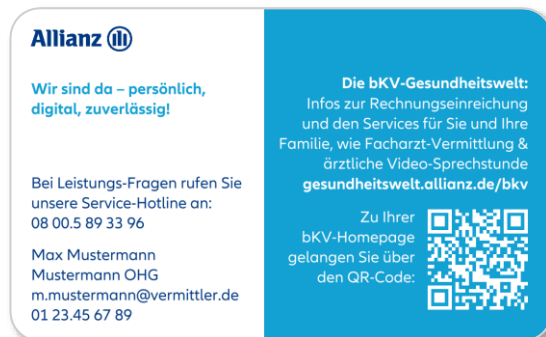 Allianz
Wir sind da – persönlich,
digital, zuverlässig!
Bei Leistungs-Fragen rufen Sie
unsere Service-Hotline an:
08 00.5 89 33 96
Max Mustermann
Mustermann OHG
m.mustermann@vermittler.de
01 23.45 67 89
Die bKV-Gesundheitswelt:
Infos zur Rechnungseinreichung
und den Services für Sie und Ihre
Familie, wie Facharzt-Vermittlung &
ärztliche Video-Sprechstunde
gesundheitswelt.allianz.de/bkv
Zu Ihrer
bKV-Homepage
gelangen Sie über
den QR-Code: